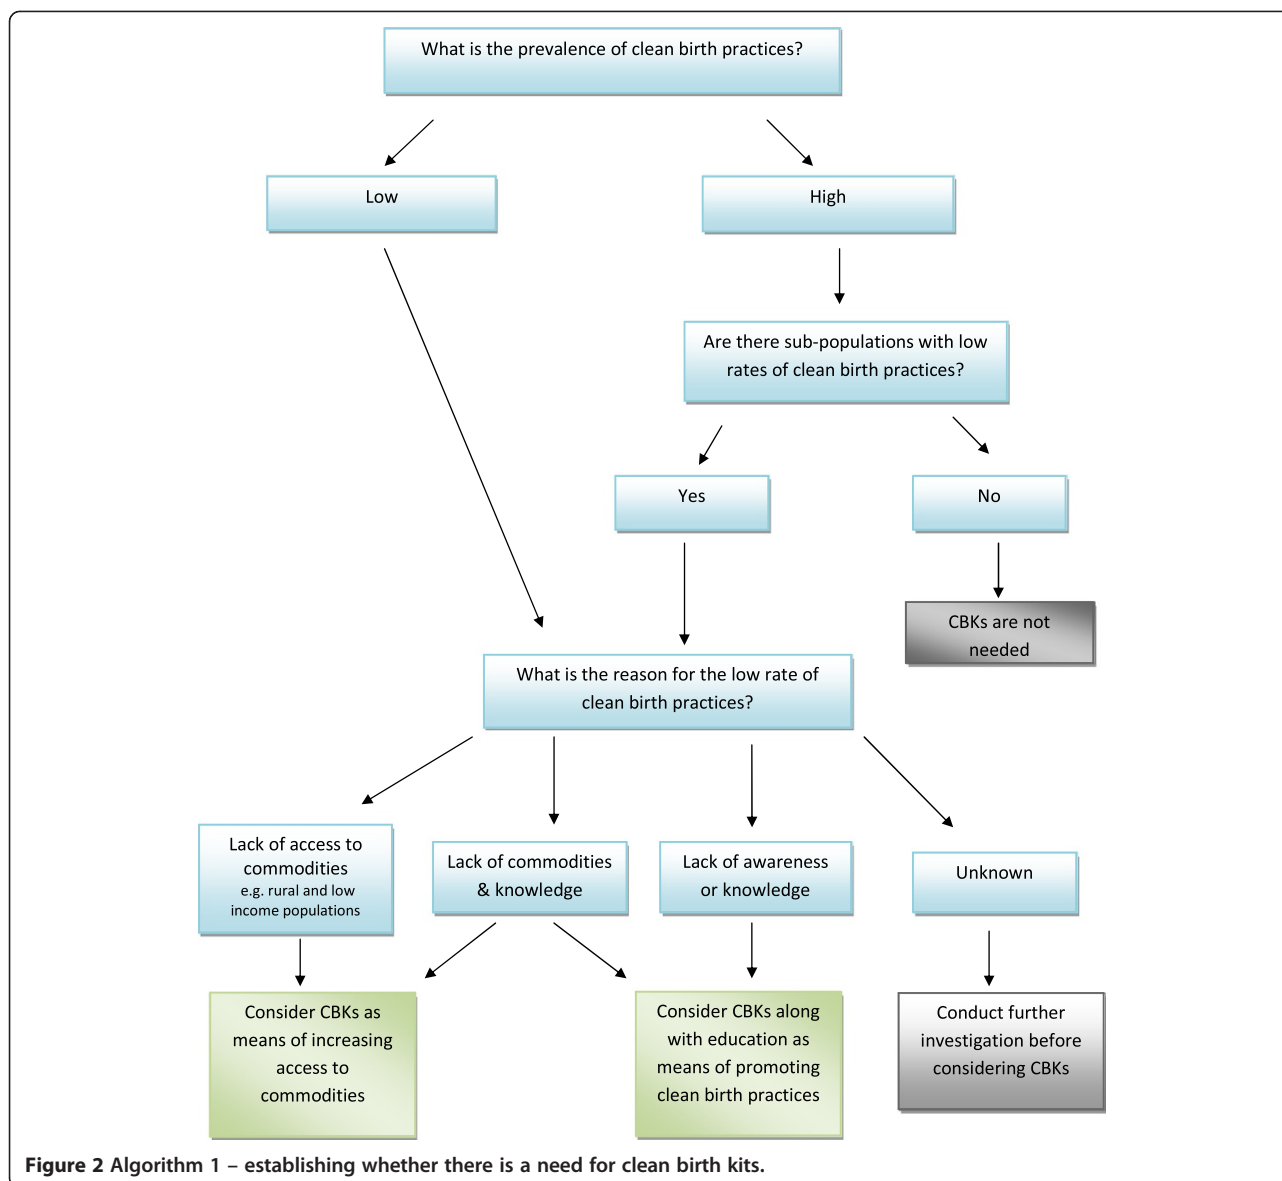 What is the prevalence of clean birth practices?
Low
High
Are there sub-populations with low
rates of clean birth practices?
Yes
No
CBKs are not
needed
What is the reason for the low rate of
clean birth practices?
Lack of access to
commodities
e.g. rural and low
income populations
Lack of commodities
& knowledge
Lack of awareness
or knowledge
Unknown
Consider CBKs as
means of increasing
access to
commodities
Consider CBKs along
with education as
means of promoting
clean birth practices
Conduct further
investigation before
considering CBKs
Figure 2 Algorithm 1 – establishing whether there is a need for clean birth kits.